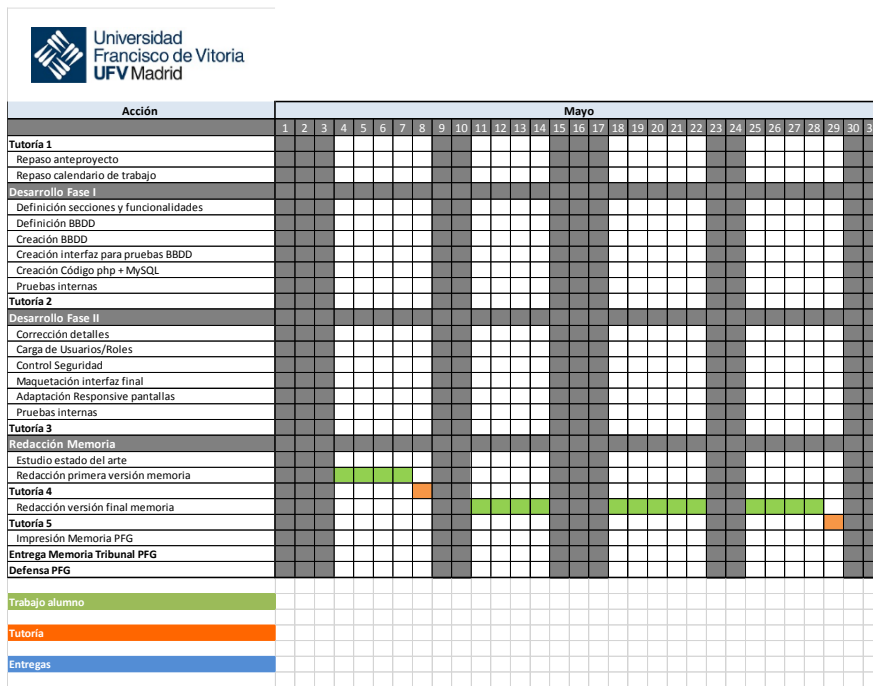 Universidad
Francisco de Vitoria
UFV Madrid
Acción Mayo
1 2 3 4 5 6 7 8 9 10 11 12 13 14 15 16 17 18 19 20 21 22 23 24 25 26 27 28 29 30
Tutoría 1
Repaso anteproyecto
Repaso calendario de trabajo
Desarrollo Fase I
Definición secciones y funcionalidades
Definición BBDD
Creación BBDD
Creación interfaz para pruebas BBDD
Creación Código php + MySQL
Pruebas internas
Tutoría 2
Desarrollo Fase II
Corrección detalles
Carga de Usuarios/Roles
Control Seguridad
Maquetación interfaz final
Adaptación Responsive pantallas
Pruebas internas
Tutoría 3
Redacción Memoria
Estudio estado del arte
Redacción primera versión memoria
Tutoría 4
Redacción versión final memoria
Tutoría 5
Impresión Memoria PFG
Entrega Memoria Tribunal PFG
Defensa PFG
Trabajo alumno
Tutoría
Entregas